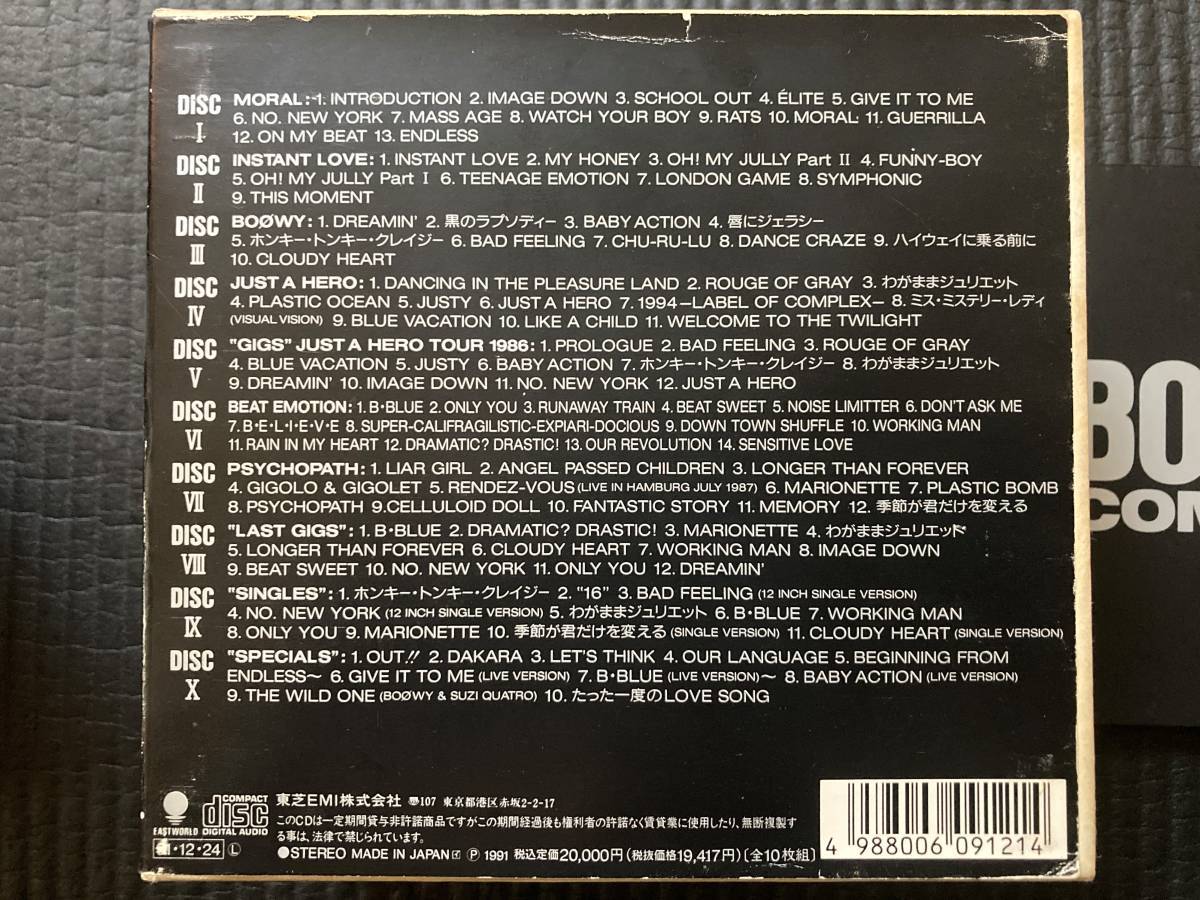 DISC I MORAL: 1. INTRODUCTION 2. IMAGE DOWN 3. SCHOOL OUT 4. ÉLITE 5. GIVE IT TO ME
6. NO. NEW YORK 7. MASS AGE 8. WATCH YOUR BOY 9. RATS 10. MORAL 11. GUERRILLA
12. ON MY BEAT 13. ENDLESS
DISC II INSTANT LOVE: 1. INSTANT LOVE 2. MY HONEY 3. OH! MY JULLY Part II 4. FUNNY-BOY
5. OH! MY JULLY Part I 6. TEENAGE EMOTION 7. LONDON GAME 8. SYMPHONIC
9. THIS MOMENT
DISC III BOØWY: 1. DREAMIN' 2. 黒のラプソディー 3. BABY ACTION 4. 唇にジェラシー
5. ホンキー・トンキー・クレイジー 6. BAD FEELING 7. CHU-RU-LU 8. DANCE CRAZE 9. ハイウェイに乗る前に
10. CLOUDY HEART
DISC IV JUST A HERO: 1. DANCING IN THE PLEASURE LAND 2. ROUGE OF GRAY 3. わがままジュリエット
4. PLASTIC OCEAN 5. JUSTY 6. JUST A HERO 7. 1994 –LABEL OF COMPLEX– 8. ミス・ミステリー・レディ
(VISUAL VISION) 9. BLUE VACATION 10. LIKE A CHILD 11. WELCOME TO THE TWILIGHT
DISC V "GIGS" JUST A HERO TOUR 1986: 1. PROLOGUE 2. BAD FEELING 3. ROUGE OF GRAY
4. BLUE VACATION 5. JUSTY 6. BABY ACTION 7. ホンキー・トンキー・クレイジー 8. わがままジュリエット
9. DREAMIN' 10. IMAGE DOWN 11. NO. NEW YORK 12. JUST A HERO
DISC VI BEAT EMOTION: 1. B・BLUE 2. ONLY YOU 3. RUNAWAY TRAIN 4. BEAT SWEET 5. NOISE LIMITTER 6. DON'T ASK ME
7. B・E・L・I・E・V・E 8. SUPER-CALIFRAGILISTIC-EXPIARI-DOCIOUS 9. DOWN TOWN SHUFFLE 10. WORKING MAN
11. RAIN IN MY HEART 12. DRAMATIC? DRASTIC! 13. OUR REVOLUTION 14. SENSITIVE LOVE
DISC VII PSYCHOPATH: 1. LIAR GIRL 2. ANGEL PASSED CHILDREN 3. LONGER THAN FOREVER
4. GIGOLO & GIGOLET 5. RENDEZ-VOUS (LIVE IN HAMBURG JULY 1987) 6. MARIONETTE 7. PLASTIC BOMB
8. PSYCHOPATH 9. CELLULOID DOLL 10. FANTASTIC STORY 11. MEMORY 12. 季節が君だけを変える
DISC VIII "LAST GIGS": 1. B・BLUE 2. DRAMATIC? DRASTIC! 3. MARIONETTE 4. わがままジュリエット
5. LONGER THAN FOREVER 6. CLOUDY HEART 7. WORKING MAN 8. IMAGE DOWN
9. BEAT SWEET 10. NO. NEW YORK 11. ONLY YOU 12. DREAMIN'
DISC IX "SINGLES": 1. ホンキー・トンキー・クレイジー 2. "16" 3. BAD FEELING (12 INCH SINGLE VERSION)
4. NO. NEW YORK (12 INCH SINGLE VERSION) 5. わがままジュリエット 6. B・BLUE 7. WORKING MAN
8. ONLY YOU 9. MARIONETTE 10. 季節が君だけを変える (SINGLE VERSION) 11. CLOUDY HEART (SINGLE VERSION)
DISC X "SPECIALS": 1. OUT!! 2. DAKARA 3. LET'S THINK 4. OUR LANGUAGE 5. BEGINNING FROM
ENDLESS〜 6. GIVE IT TO ME (LIVE VERSION) 7. B・BLUE (LIVE VERSION)〜 8. BABY ACTION (LIVE VERSION)
9. THE WILD ONE (BOØWY & SUZI QUATRO) 10. たった一度のLOVE SONG
BO
COM
EASTWORLD
COMPACT disc DIGITAL AUDIO
・12・24 Ⓛ
東芝EMI株式会社 〒107 東京都港区赤坂2-2-17
このCDは一定期間貸与非許諾商品ですがこの期間経過後も権利者の許諾なく賃貸業に使用したり、無断複製す
る事は、法律で禁じられています。
●STEREO MADE IN JAPAN Ⓟ 1991 税込定価20,000円(税抜価格19,417円)〔全10枚組〕
4 988006 091214